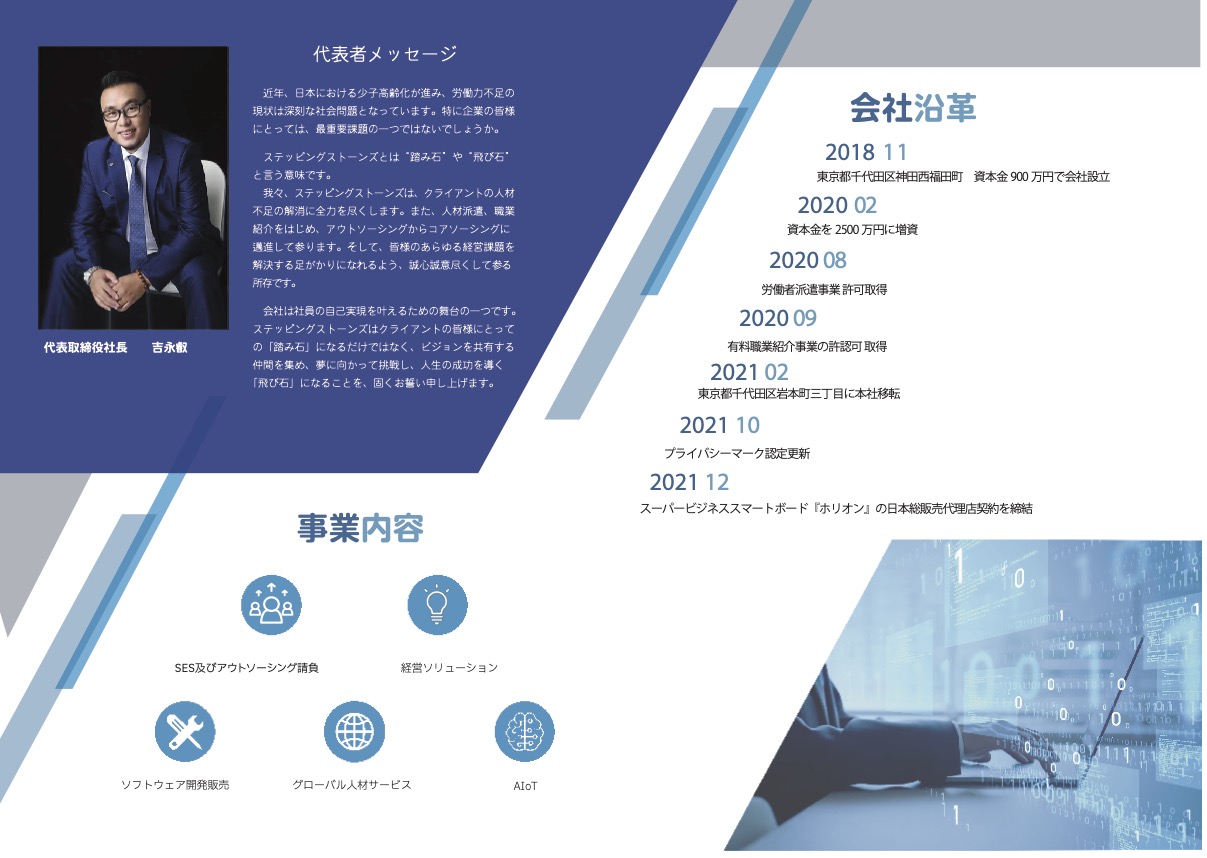 代表者メッセージ
近年、日本における少子高齢化が進み、労働力不足の
現状は深刻な社会問題となっています。特に企業の皆様
にとっては、最重要課題の一つではないでしょうか。
ステッピングストーンズとは“踏み石”や“飛び石”
と言う意味です。
我々、ステッピングストーンズは、クライアントの人材
不足の解消に全力を尽くします。また、人材派遣、職業
紹介をはじめ、アウトソーシングからコアソーシングに
邁進して参ります。そして、皆様のあらゆる経営課題を
解決する足がかりになれるよう、誠心誠意尽くして参る
所存です。
会社は社員の自己実現を叶えるための舞台の一つです。
ステッピングストーンズはクライアントの皆様にとって
の「踏み石」になるだけではなく、ビジョンを共有する
仲間を集め、夢に向かって挑戦し、人生の成功を導く
「飛び石」になることを、固くお誓い申し上げます。
代表取締役社長　吉永叡
事業内容
SES及びアウトソーシング請負
経営ソリューション
ソフトウェア開発販売
グローバル人材サービス
AIoT
会社沿革
2018 11
東京都千代田区神田西福田町　資本金 900 万円で会社設立
2020 02
資本金を 2500 万円に増資
2020 08
労働者派遣事業 許可取得
2020 09
有料職業紹介事業の許認可 取得
2021 02
東京都千代田区岩本町三丁目に本社移転
2021 10
プライバシーマーク認定更新
2021 12
スーパービジネススマートボード『ホリオン』の日本総販売代理店契約を締結